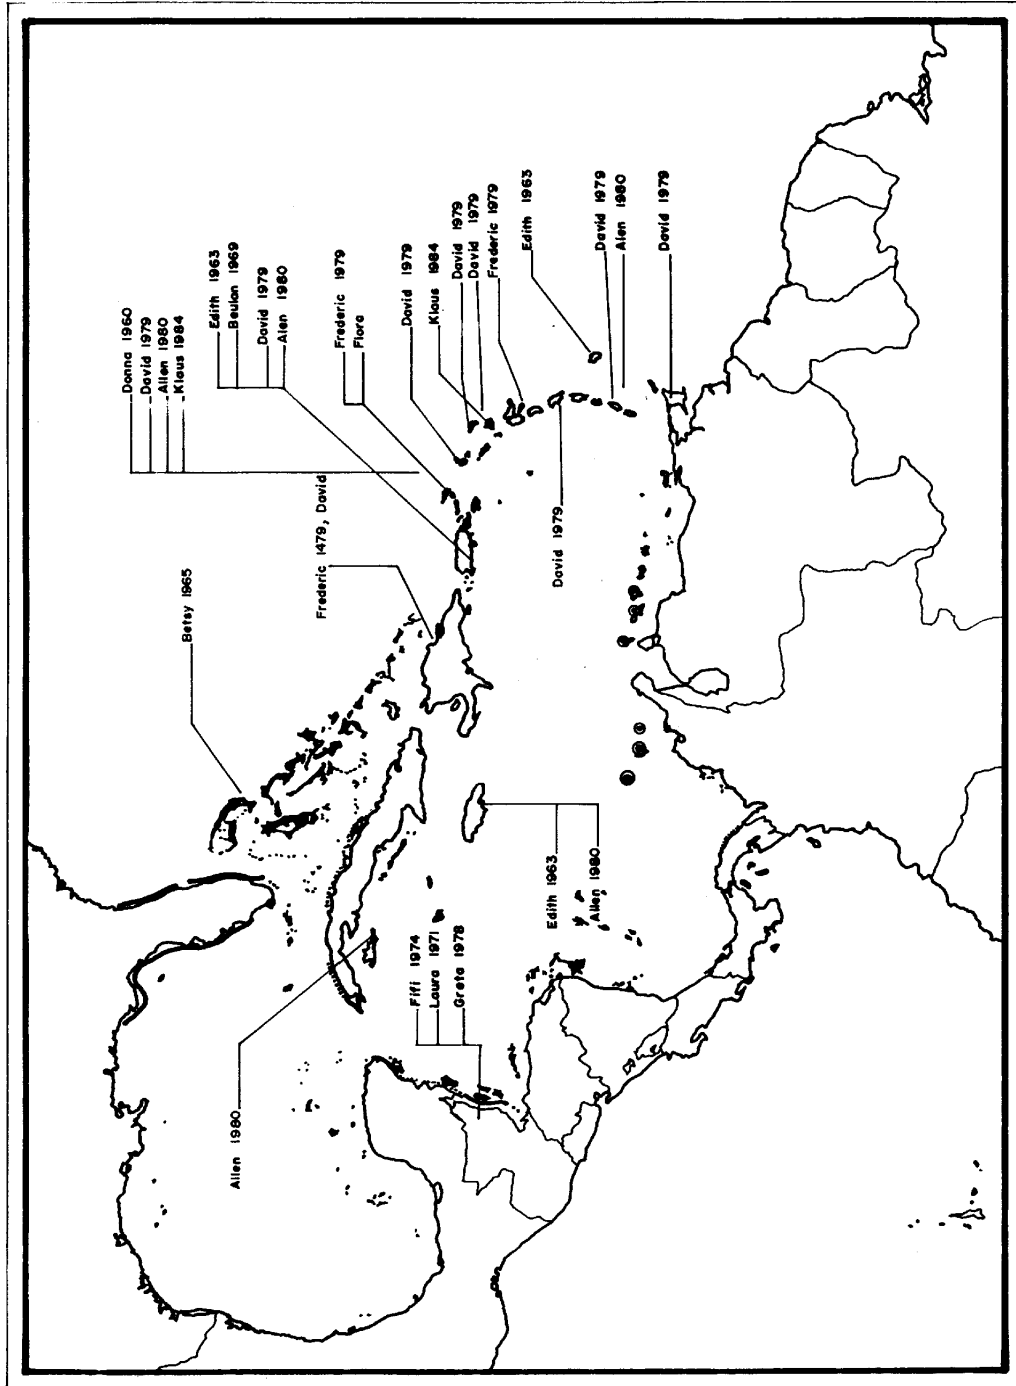 Donna 1960
David 1979
Allen 1980
Klaus 1984
Betsy 1965
Edith 1963
Beulan 1969
David 1979
Alen 1980
Allen 1980
Frederic 1479, David
Frederic 1979
Flora
David 1979
Klaus 1984
David 1979
David 1979
Frederic 1979
Fifi 1974
Laura 1971
Greta 1978
Edith 1963
Edith 1963
Allen 1980
David 1979
David 1979
Alen 1980
David 1979